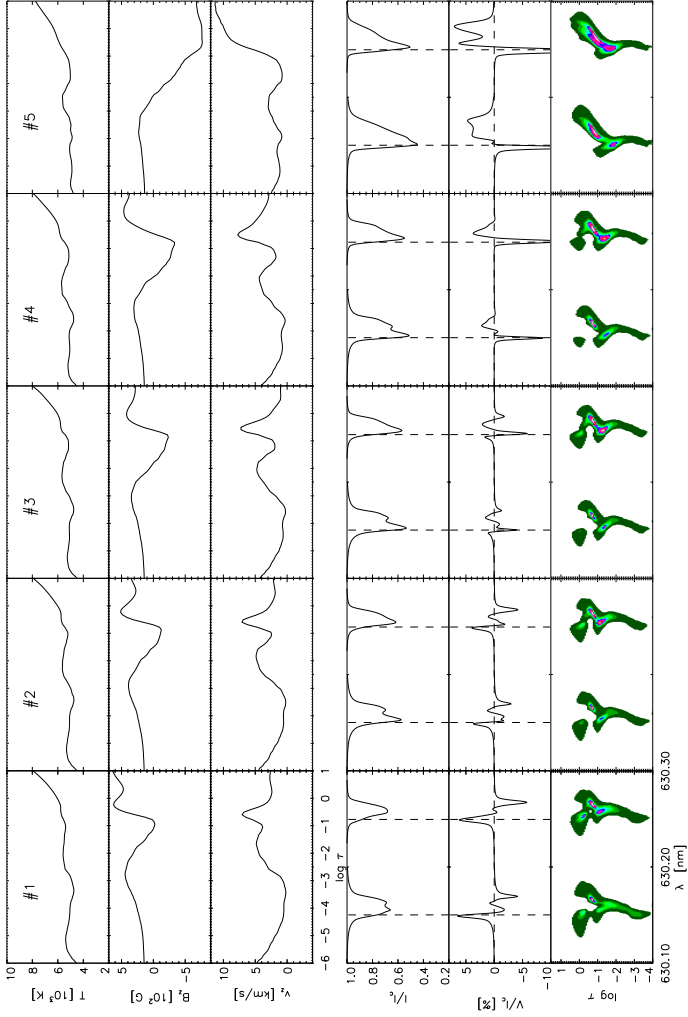 #1 #2 #3 #4 #5
10
8
6
4
2
T [10³ K]
5
0
-5
B_z [10² G]
10
5
0
v_z [km/s]
-6 -5 -4 -3 -2 -1 0 1
log τ
1.0
0.8
0.6
0.4
0.2
I/I_c
5
0
-5
-10
V/I_c [%]
1
0
-1
-2
-3
-4
log τ
630.10 630.20 630.30
λ [nm]